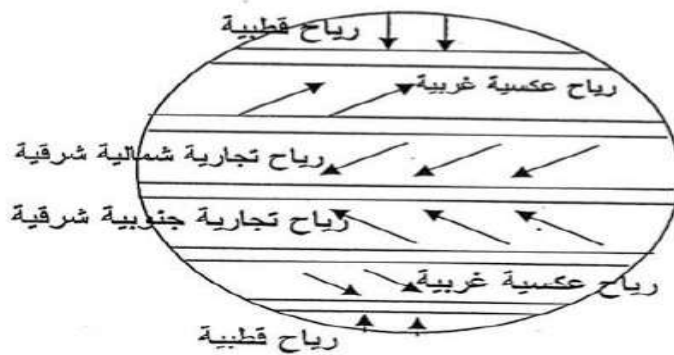 رياح قطبية
رياح عكسية غربية
رياح تجارية شمالية شرقية
رياح تجارية جنوبية شرقية
رياح عكسية غربية
رياح قطبية